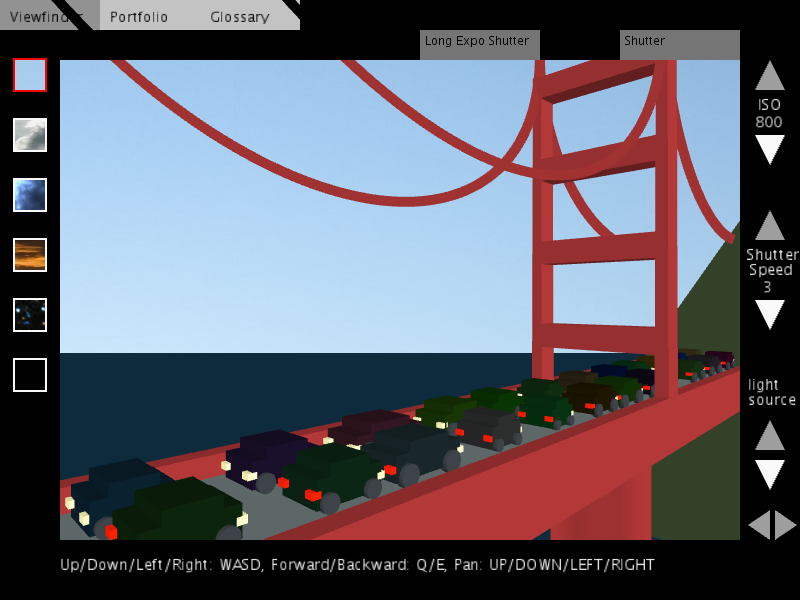 Viewfinder Portfolio Glossary
Long Expo Shutter Shutter
ISO
800
Shutter
Speed
3
light
source
Up/Down/Left/Right: WASD, Forward/Backward: Q/E, Pan: UP/DOWN/LEFT/RIGHT